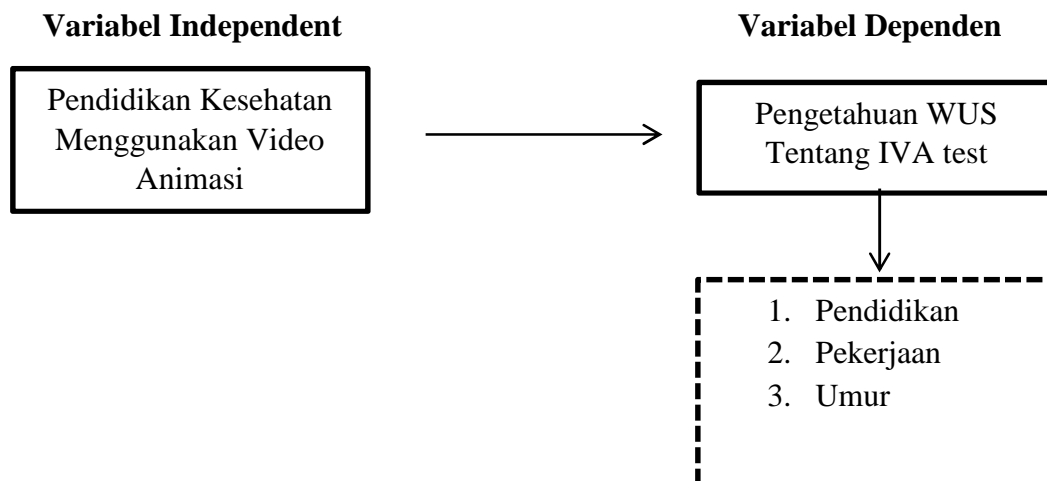 Variabel Independent
Variabel Dependen
Pendidikan Kesehatan
Menggunakan Video
Animasi
Pengetahuan WUS
Tentang IVA test
1. Pendidikan
2. Pekerjaan
3. Umur